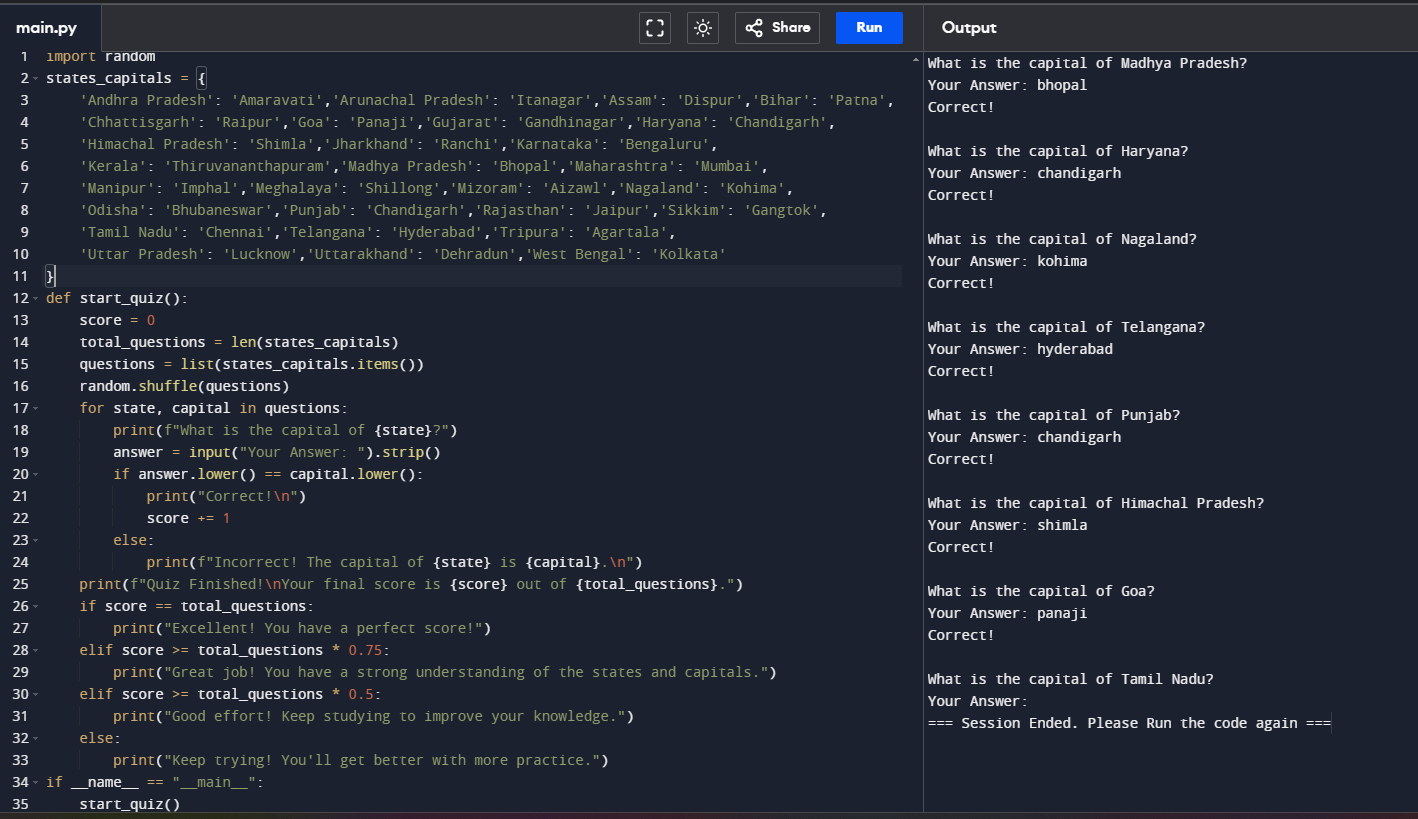 main.py
Share
Run
Output
1 import random
2 states_capitals = {
3     'Andhra Pradesh': 'Amaravati','Arunachal Pradesh': 'Itanagar','Assam': 'Dispur','Bihar': 'Patna',
4     'Chhattisgarh': 'Raipur','Goa': 'Panaji','Gujarat': 'Gandhinagar','Haryana': 'Chandigarh',
5     'Himachal Pradesh': 'Shimla','Jharkhand': 'Ranchi','Karnataka': 'Bengaluru',
6     'Kerala': 'Thiruvananthapuram','Madhya Pradesh': 'Bhopal','Maharashtra': 'Mumbai',
7     'Manipur': 'Imphal','Meghalaya': 'Shillong','Mizoram': 'Aizawl','Nagaland': 'Kohima',
8     'Odisha': 'Bhubaneswar','Punjab': 'Chandigarh','Rajasthan': 'Jaipur','Sikkim': 'Gangtok',
9     'Tamil Nadu': 'Chennai','Telangana': 'Hyderabad','Tripura': 'Agartala',
10     'Uttar Pradesh': 'Lucknow','Uttarakhand': 'Dehradun','West Bengal': 'Kolkata'
11 }
12 def start_quiz():
13     score = 0
14     total_questions = len(states_capitals)
15     questions = list(states_capitals.items())
16     random.shuffle(questions)
17     for state, capital in questions:
18         print(f"What is the capital of {state}?")
19         answer = input("Your Answer: ").strip()
20         if answer.lower() == capital.lower():
21             print("Correct!\n")
22             score += 1
23         else:
24             print(f"Incorrect! The capital of {state} is {capital}.\n")
25     print(f"Quiz Finished!\nYour final score is {score} out of {total_questions}.")
26     if score == total_questions:
27         print("Excellent! You have a perfect score!")
28     elif score >= total_questions * 0.75:
29         print("Great job! You have a strong understanding of the states and capitals.")
30     elif score >= total_questions * 0.5:
31         print("Good effort! Keep studying to improve your knowledge.")
32     else:
33         print("Keep trying! You'll get better with more practice.")
34 if __name__ == "__main__":
35     start_quiz()
What is the capital of Madhya Pradesh?
Your Answer: bhopal
Correct!
What is the capital of Haryana?
Your Answer: chandigarh
Correct!
What is the capital of Nagaland?
Your Answer: kohima
Correct!
What is the capital of Telangana?
Your Answer: hyderabad
Correct!
What is the capital of Punjab?
Your Answer: chandigarh
Correct!
What is the capital of Himachal Pradesh?
Your Answer: shimla
Correct!
What is the capital of Goa?
Your Answer: panaji
Correct!
What is the capital of Tamil Nadu?
Your Answer:
=== Session Ended. Please Run the code again ===